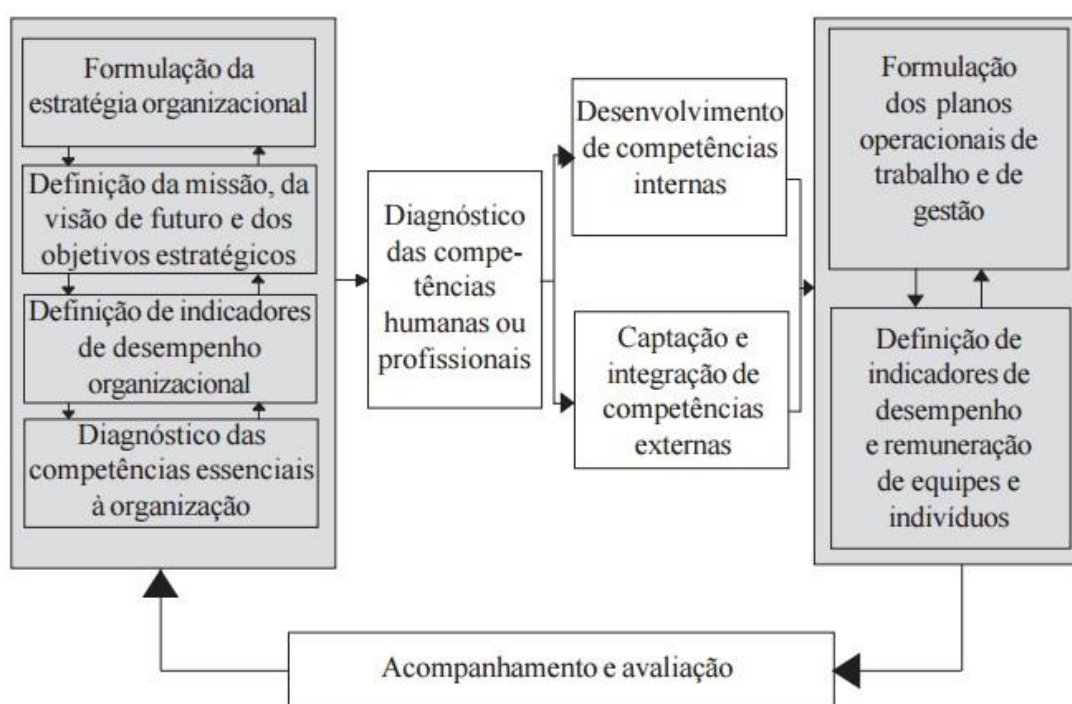 Formulação da
estratégia organizacional
Definição da missão, da
visão de futuro e dos
objetivos estratégicos
Definição de indicadores
de desempenho
organizacional
Diagnóstico das
competências essenciais
à organização
Diagnóstico
das compe-
tências
humanas ou
profissionais
Desenvolvimento
de competências
internas
Captação e
integração de
competências
externas
Formulação
dos planos
operacionais de
trabalho e de
gestão
Definição de
indicadores de
desempenho
e remuneração
de equipes e
indivíduos
Acompanhamento e avaliação